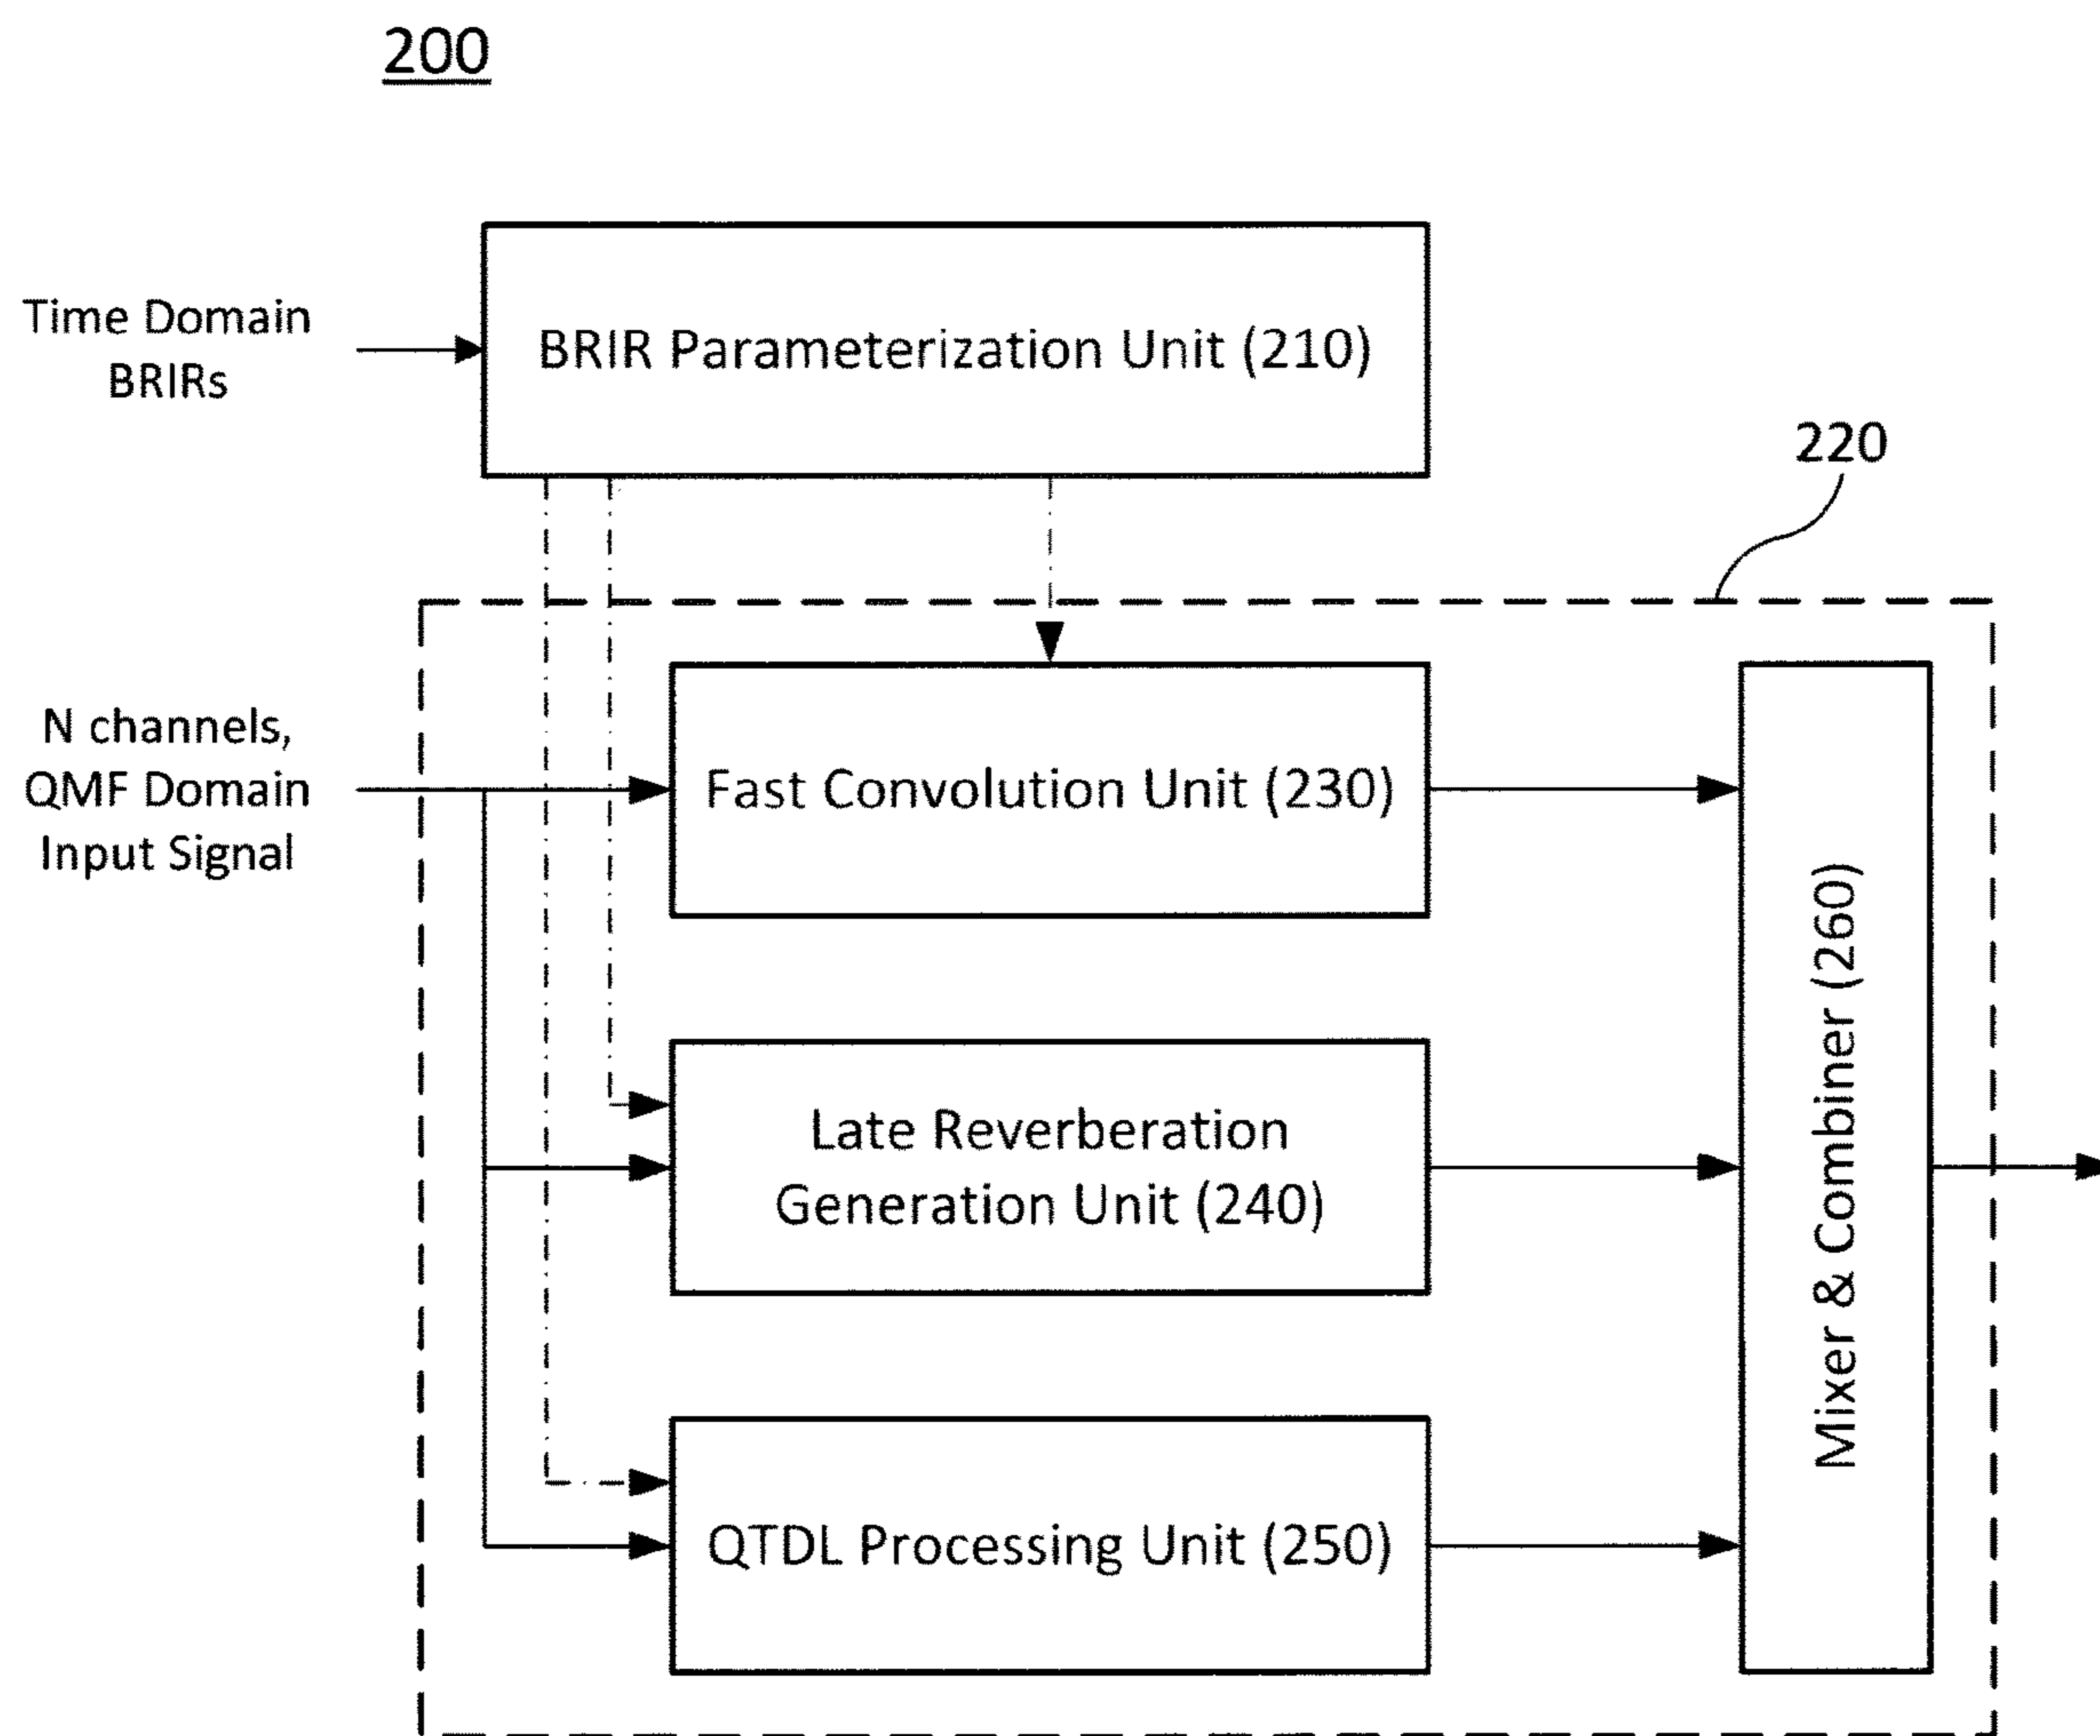 200
Time Domain
BRIRs
BRIR Parameterization Unit (210)
220
N channels,
QMF Domain
Input Signal
Fast Convolution Unit (230)
Late Reverberation
Generation Unit (240)
QTDL Processing Unit (250)
Mixer & Combiner (260)